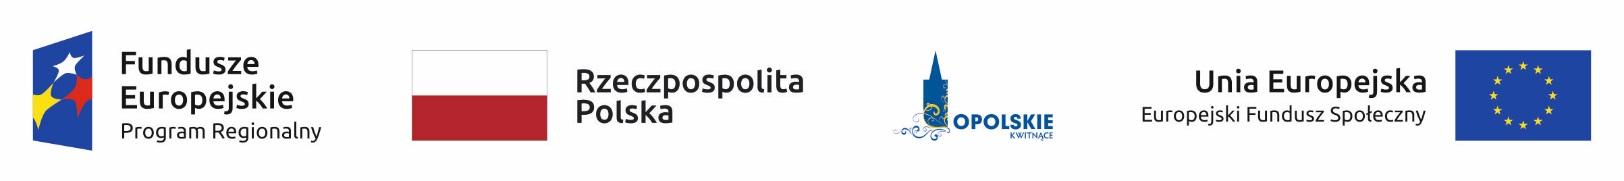 Fundusze
Europejskie
Program Regionalny
Rzeczpospolita
Polska
OPOLSKIE
KWITNĄCE
Unia Europejska
Europejski Fundusz Społeczny